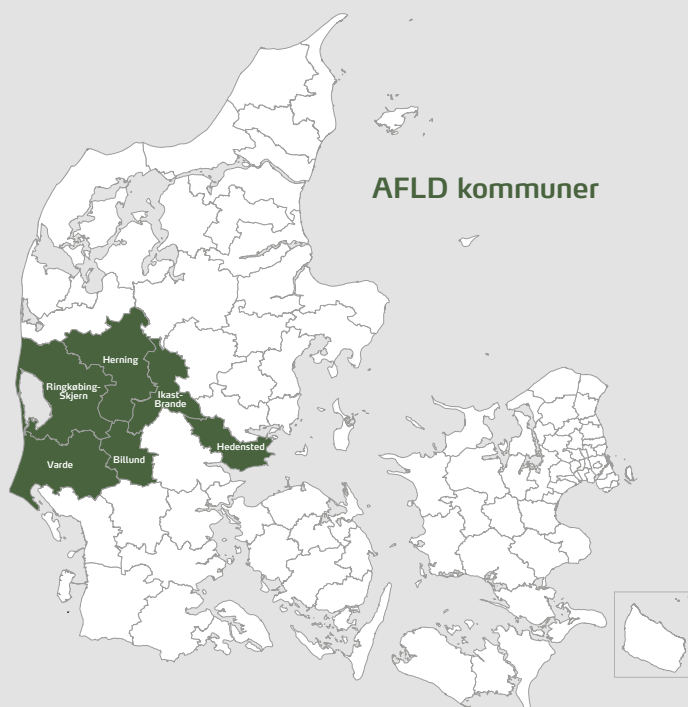 AFLD kommuner
Herning
Ringkøbing-
Skjern
Ikast-
Brande
Hedensted
Varde
Billund